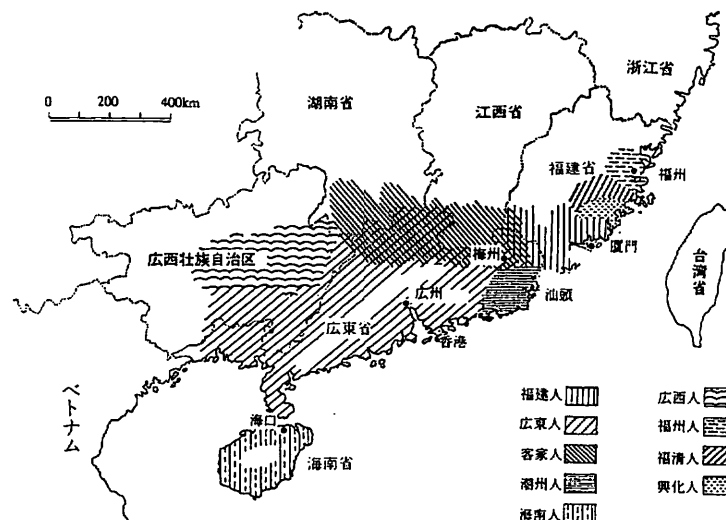 浙江省
湖南省
江西省
0 200 400km
福建省
福州
厦門
梅州
広西壮族自治区
台湾省
汕頭
広州
広東省
香港
ベトナム
海口
海南省
福建人
広東人
客家人
潮州人
海南人
広西人
福州人
福清人
興化人